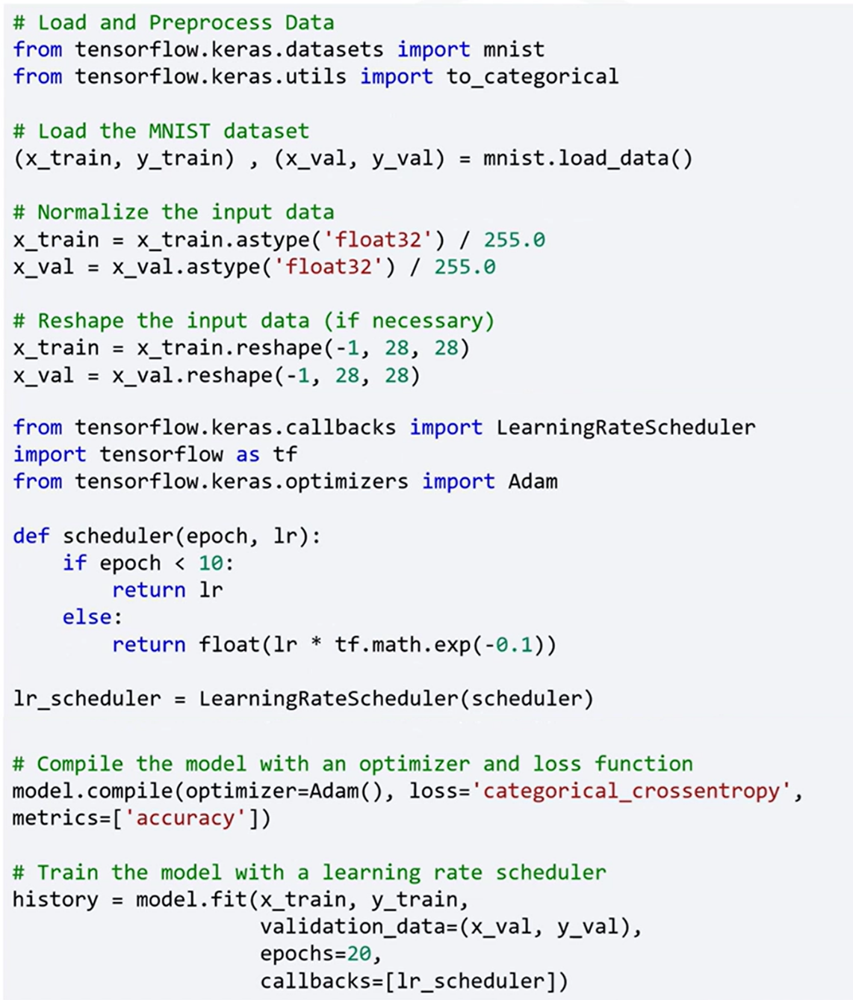 # Load and Preprocess Data
from tensorflow.keras.datasets import mnist
from tensorflow.keras.utils import to_categorical

# Load the MNIST dataset
(x_train, y_train) , (x_val, y_val) = mnist.load_data()

# Normalize the input data
x_train = x_train.astype('float32') / 255.0
x_val = x_val.astype('float32') / 255.0

# Reshape the input data (if necessary)
x_train = x_train.reshape(-1, 28, 28)
x_val = x_val.reshape(-1, 28, 28)

from tensorflow.keras.callbacks import LearningRateScheduler
import tensorflow as tf
from tensorflow.keras.optimizers import Adam

def scheduler(epoch, lr):
    if epoch < 10:
        return lr
    else:
        return float(lr * tf.math.exp(-0.1))

lr_scheduler = LearningRateScheduler(scheduler)

# Compile the model with an optimizer and loss function
model.compile(optimizer=Adam(), loss='categorical_crossentropy',
metrics=['accuracy'])

# Train the model with a learning rate scheduler
history = model.fit(x_train, y_train,
                    validation_data=(x_val, y_val),
                    epochs=20,
                    callbacks=[lr_scheduler])